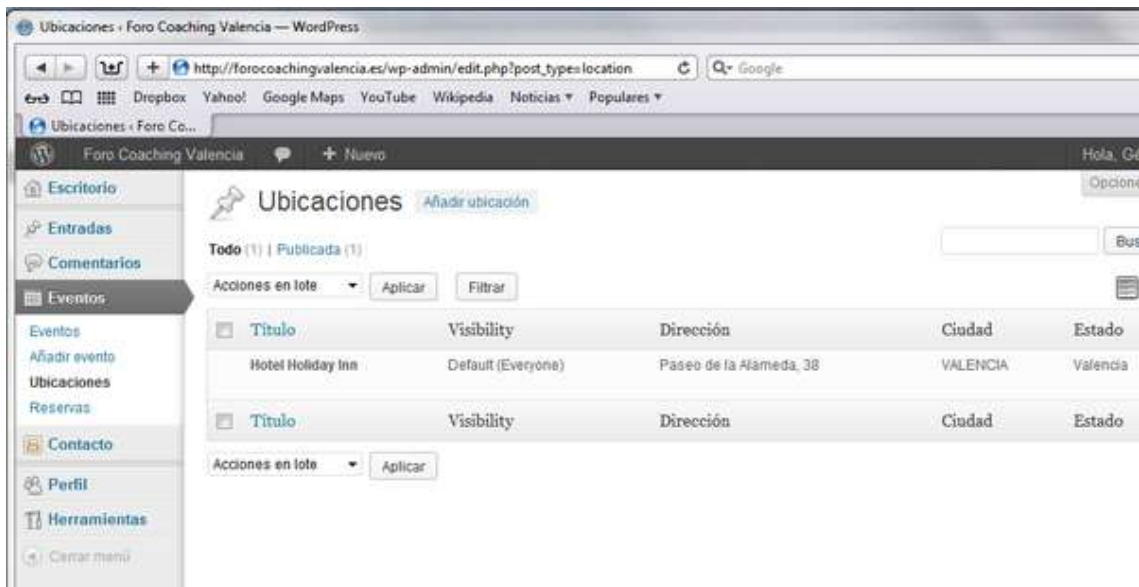 Ubicaciones ‹ Foro Coaching Valencia — WordPress
http://forocoachingvalencia.es/wp-admin/edit.php?post_type=location
Google
Dropbox Yahoo! Google Maps YouTube Wikipedia Noticias Populares
Ubicaciones ‹ Foro Co...
Foro Coaching Valencia + Nuevo Hola,
Escritorio
Ubicaciones Añadir ubicación
Entradas
Todo (1) | Publicada (1)
Comentarios
Acciones en lote Aplicar Filtrar
Eventos
Título Visibility Dirección Ciudad Estado
Eventos
Añadir evento
Hotel Holiday Inn Default (Everyone) Paseo de la Alameda, 38 VALENCIA Valencia
Ubicaciones
Reservas
Título Visibility Dirección Ciudad Estado
Contacto
Acciones en lote Aplicar
Perfil
Herramientas
Cerrar menú